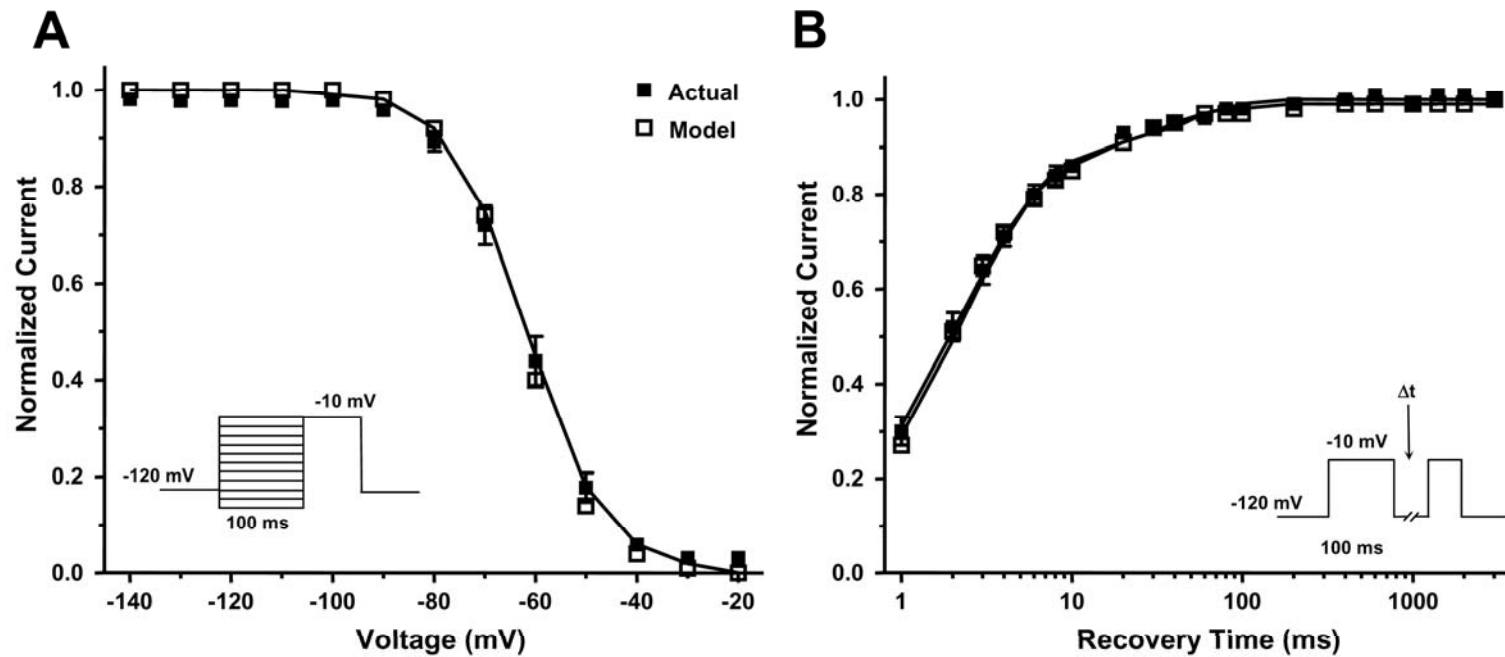 A
Normalized Current
1.0
0.8
0.6
0.4
0.2
0.0
-140
-120
-100
-80
-60
-40
-20
Voltage (mV)
Actual
Model
-10 mV
-120 mV
100 ms
B
Normalized Current
1.0
0.8
0.6
0.4
0.2
0.0
1
10
100
1000
Recovery Time (ms)
Δt
-10 mV
-120 mV
100 ms